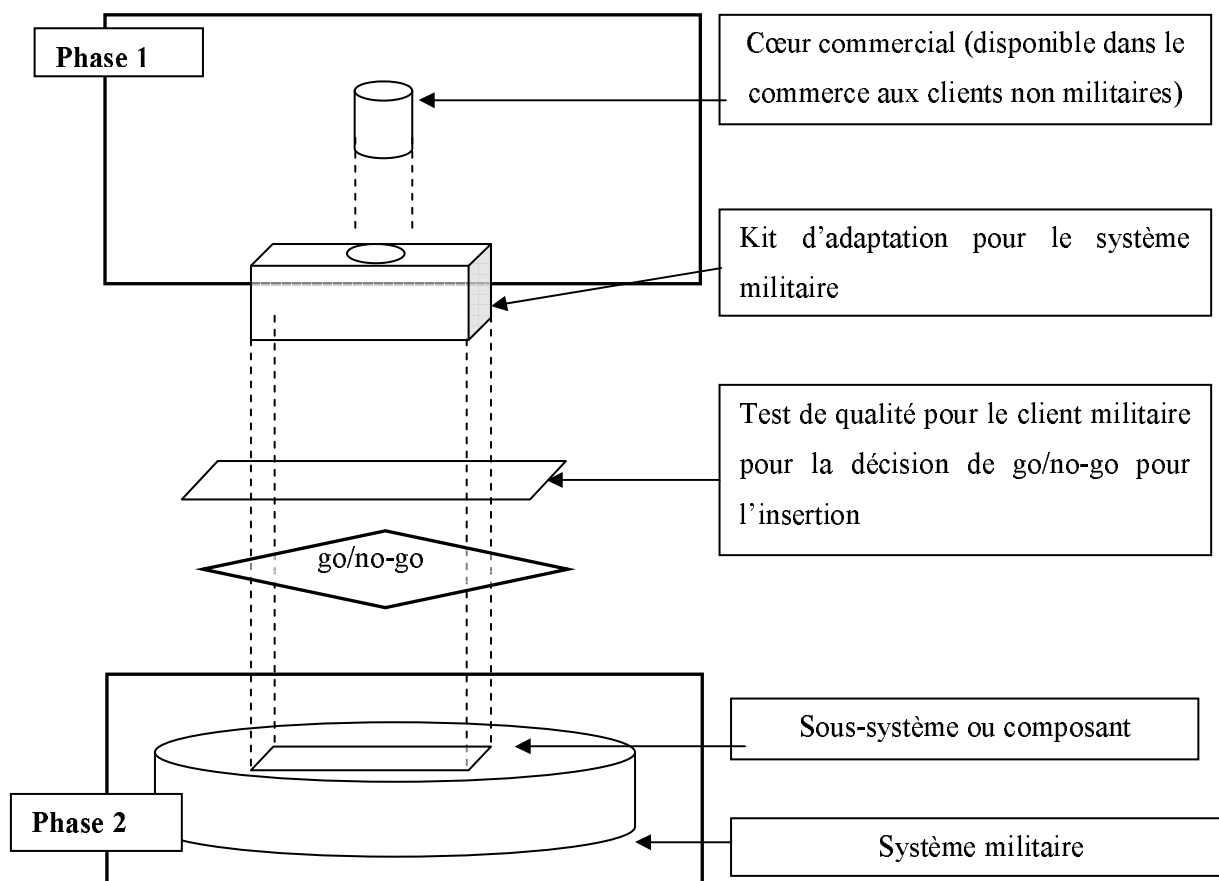 Phase 1
Cœur commercial (disponible dans le
commerce aux clients non militaires)
Kit d’adaptation pour le système
militaire
Test de qualité pour le client militaire
pour la décision de go/no-go pour
l’insertion
go/no-go
Sous-système ou composant
Phase 2
Système militaire